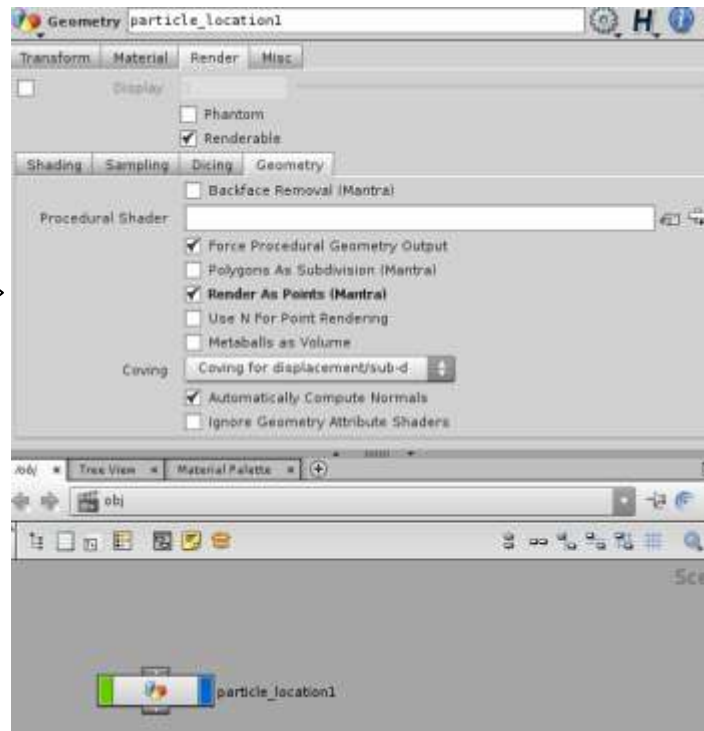 Geometry particle_location1
Transform Material Render Misc
Display
Phantom
Renderable
Shading Sampling Dicing Geometry
Backface Removal (Mantra)
Procedural Shader
Force Procedural Geometry Output
Polygons As Subdivision (Mantra)
Render As Points (Mantra)
Use N For Point Rendering
Metaballs as Volume
Coving Coving for displacement/sub-d
Automatically Compute Normals
Ignore Geometry Attribute Shaders
/obj Tree View Material Palette
obj
Sce
particle_location1